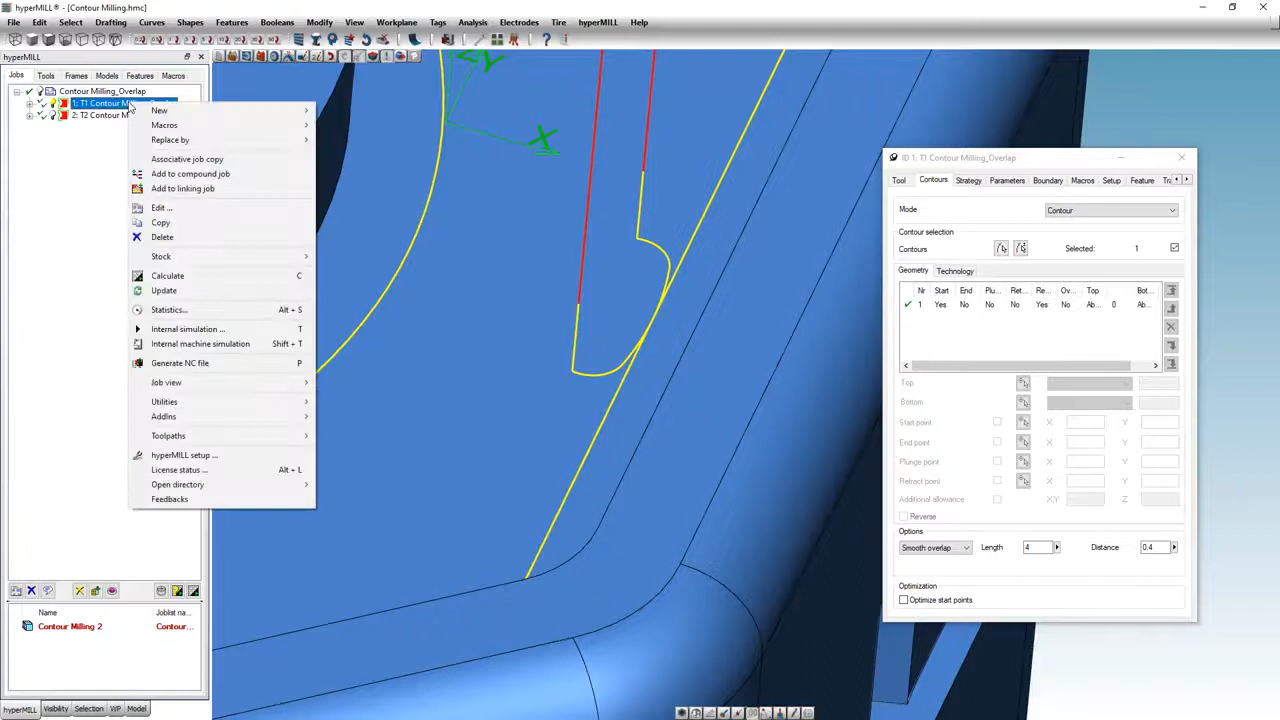 hyperMILL® - [Contour Milling.hmc]
File Edit Select Drafting Curves Shapes Features Booleans Modify View Workplane Tags Analysis Electrodes Tire hyperMILL Help
hyperMILL
Jobs Tools Frames Models Features Macros
Contour Milling_Overlap
1: T1 Contour M
2: T2 Contour M
New
Macros
Replace by
Associative job copy
Add to compound job
Add to linking job
Edit ...
Copy
Delete
Stock
Calculate C
Update
Statistics... Alt + S
Internal simulation ... T
Internal machine simulation Shift + T
Generate NC file P
Job view
Utilities
AddIns
Toolpaths
hyperMILL setup ...
License status ... Alt + L
Open directory
Feedbacks
Name Joblist na
Contour Milling 2 Contour...
hyperMILL Visibility Selection WP Model
Z Y
X
ID 1: T1 Contour Milling_Overlap
Tool Contours Strategy Parameters Boundary Macros Setup Feature Tra
Mode Contour
Contour selection
Contours Selected: 1
Geometry Technology
Nr Start End Plu... Ret... Re... Ov... Top Bot...
1 Yes No No No Yes No Ab... 0 Ab...
Top
Bottom
Start point X Y
End point X Y
Plunge point X Y
Retract point X Y
Additional allowance X,Y Z
Reverse
Options
Smooth overlap Length 4 Distance 0.4
Optimization
Optimize start points